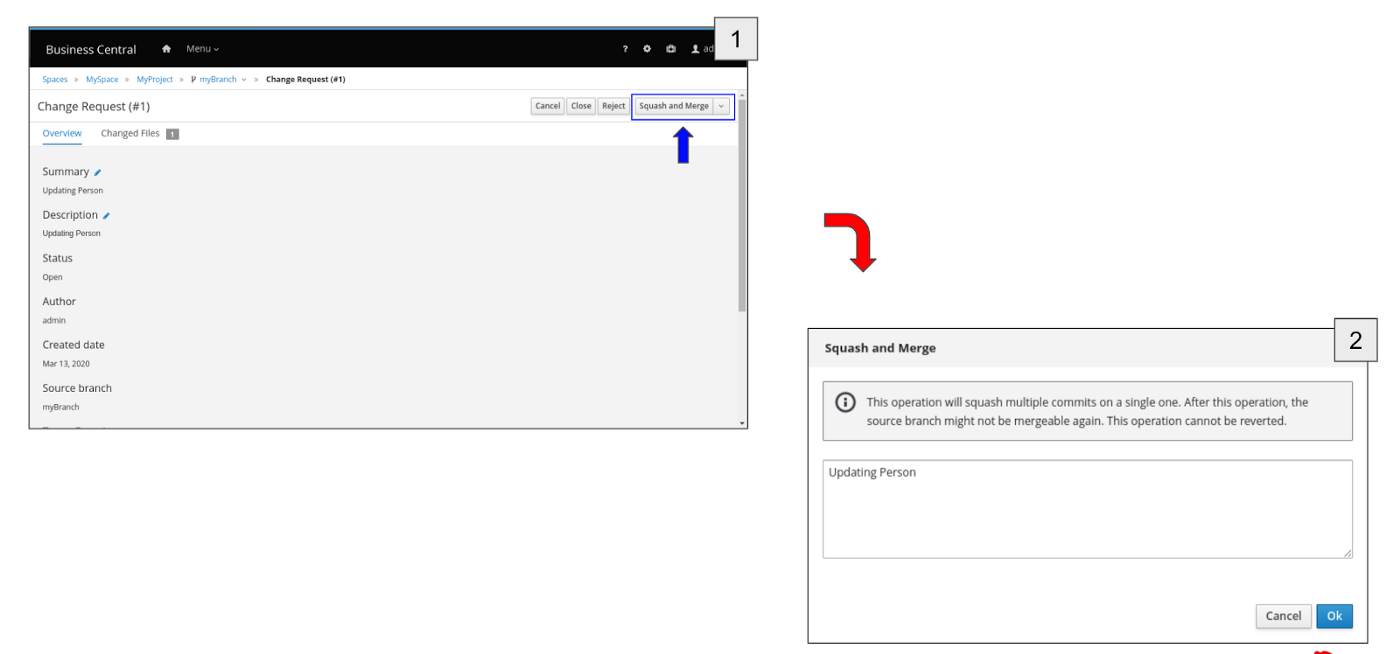 1
Business Central Menu
? ad
Spaces » MySpace » MyProject » myBranch » Change Request (#1)
Change Request (#1) Cancel Close Reject Squash and Merge
Overview Changed Files 1
Summary
Updating Person
Description
Updating Person
Status
Open
Author
admin
Created date
Mar 13, 2020
Source branch
myBranch
2
Squash and Merge
This operation will squash multiple commits on a single one. After this operation, the
source branch might not be mergeable again. This operation cannot be reverted.
Updating Person
Cancel Ok